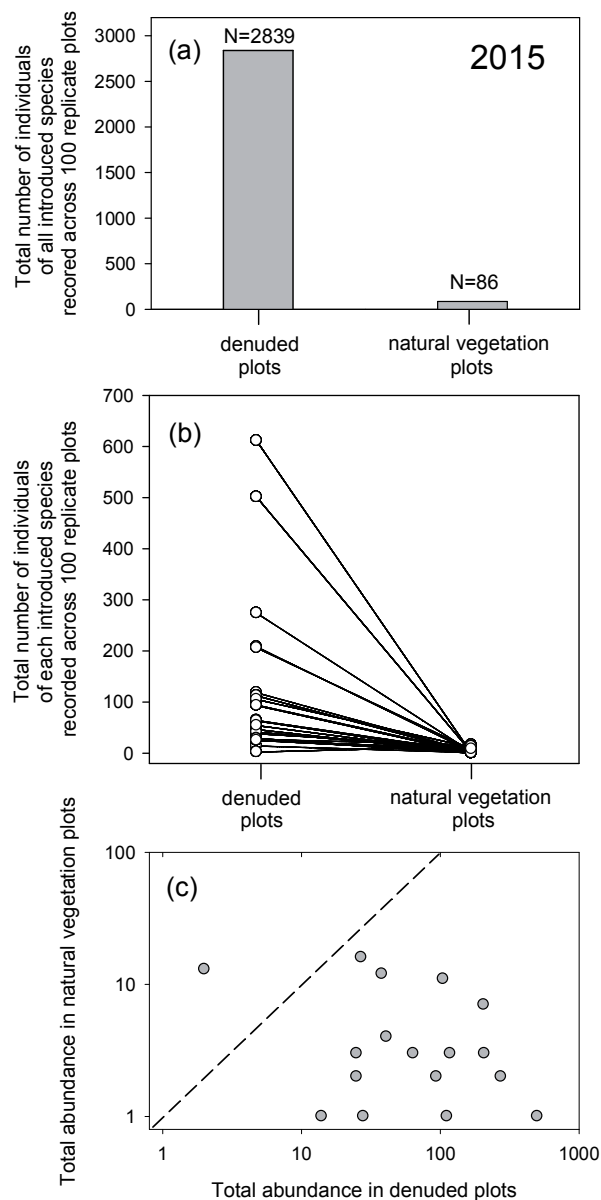 Total number of individuals
of all introduced species
recored across 100 replicate plots
(a)
2015
N=2839
N=86
3000
2500
2000
1500
1000
500
0
denuded
plots
natural vegetation
plots
Total number of individuals
of each introduced species
recorded across 100 replicate plots
(b)
700
600
500
400
300
200
100
0
denuded
plots
natural vegetation
plots
Total abundance in natural vegetation plots
(c)
100
10
1
1
10
100
1000
Total abundance in denuded plots